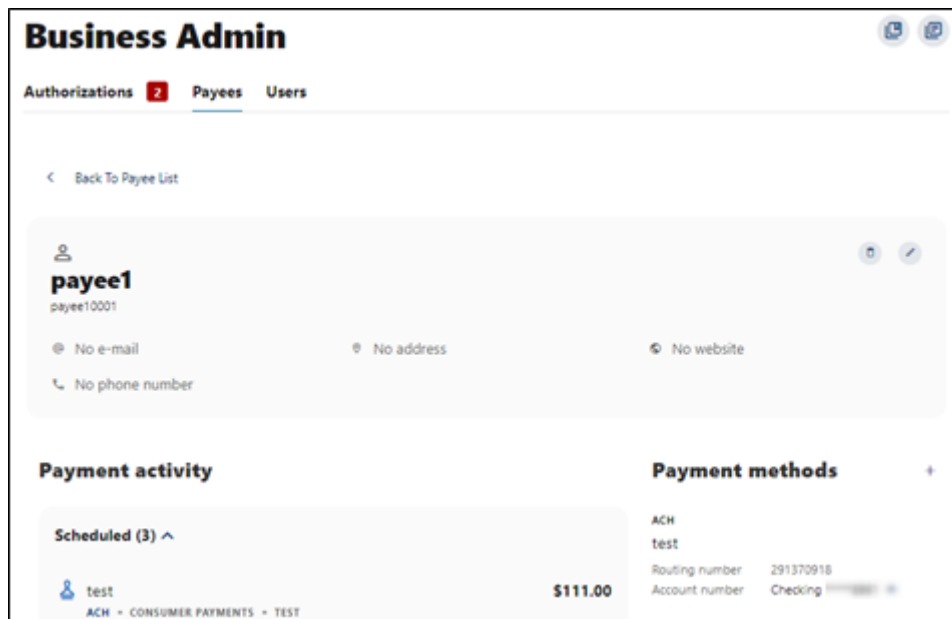 Business Admin
Authorizations 2 Payees Users
Back To Payee List
payee1
payee10001
No e-mail No address No website
No phone number
Payment activity
Payment methods
Scheduled (3)
test $111.00
ACH • CONSUMER PAYMENTS • TEST
ACH
test
Routing number 291370918
Account number Checking